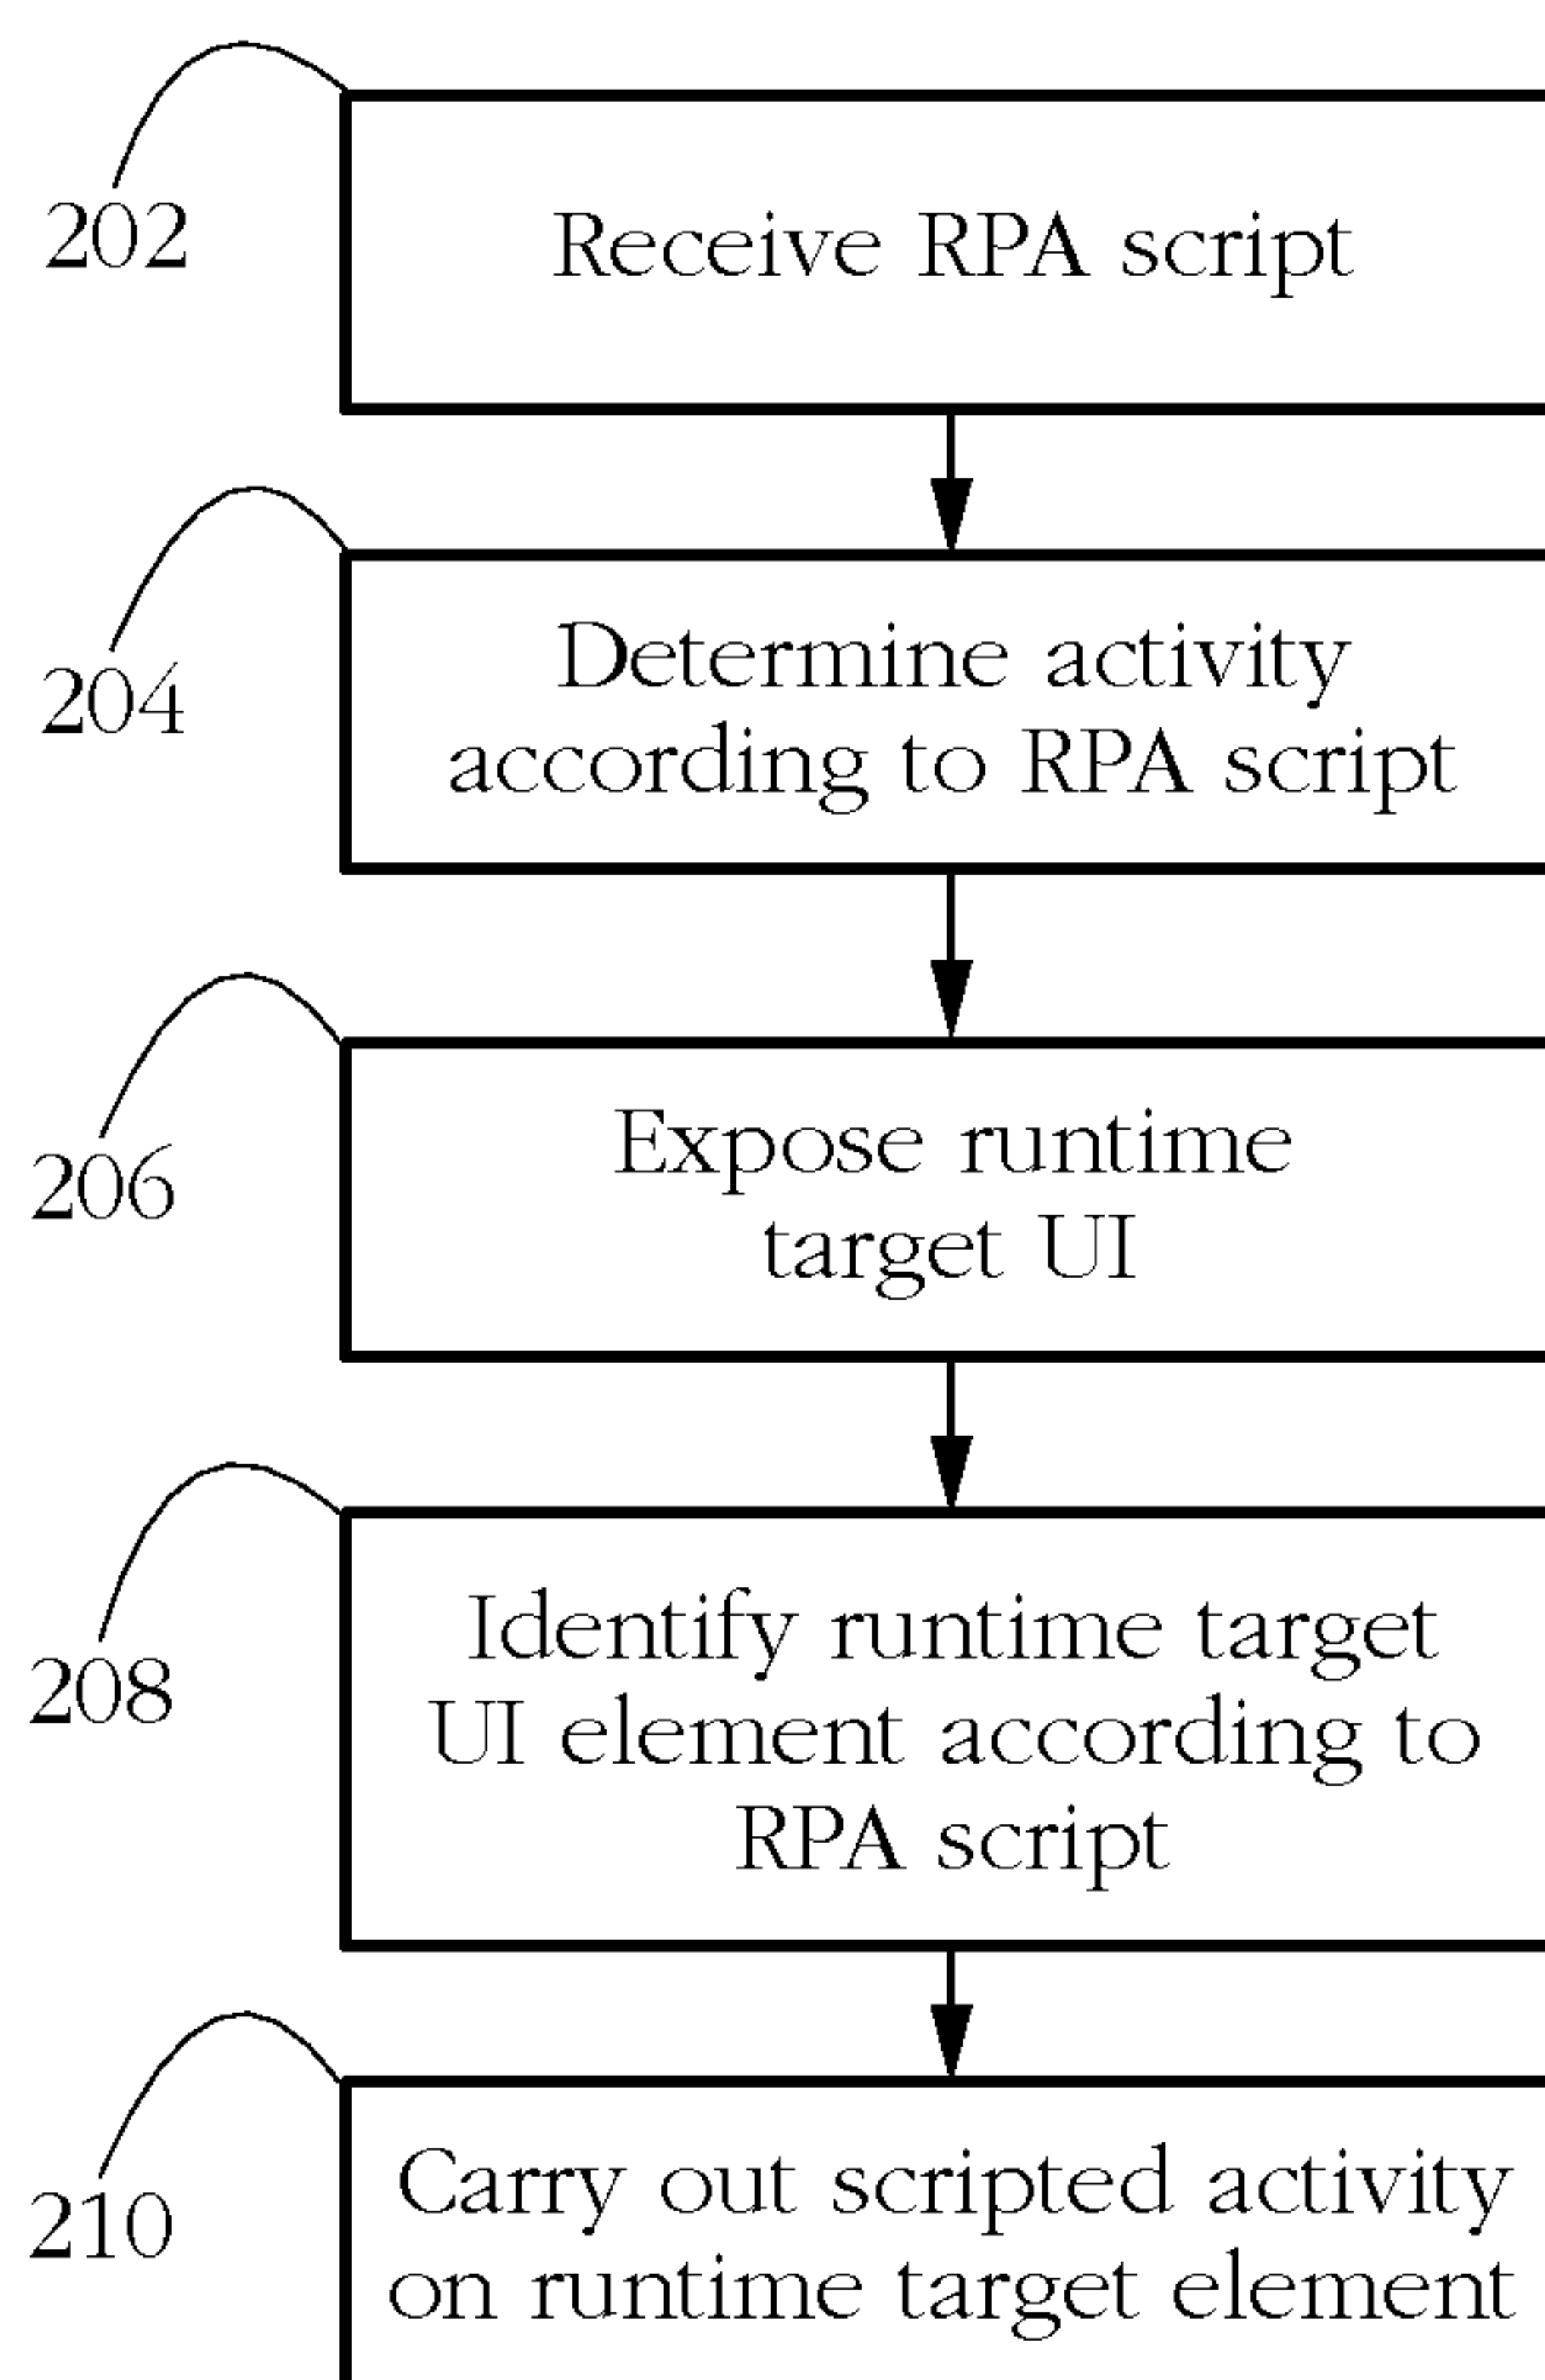 202
Receive RPA script
204
Determine activity
according to RPA script
206
Expose runtime
target UI
208
Identify runtime target
UI element according to
RPA script
210
Carry out scripted activity
on runtime target element